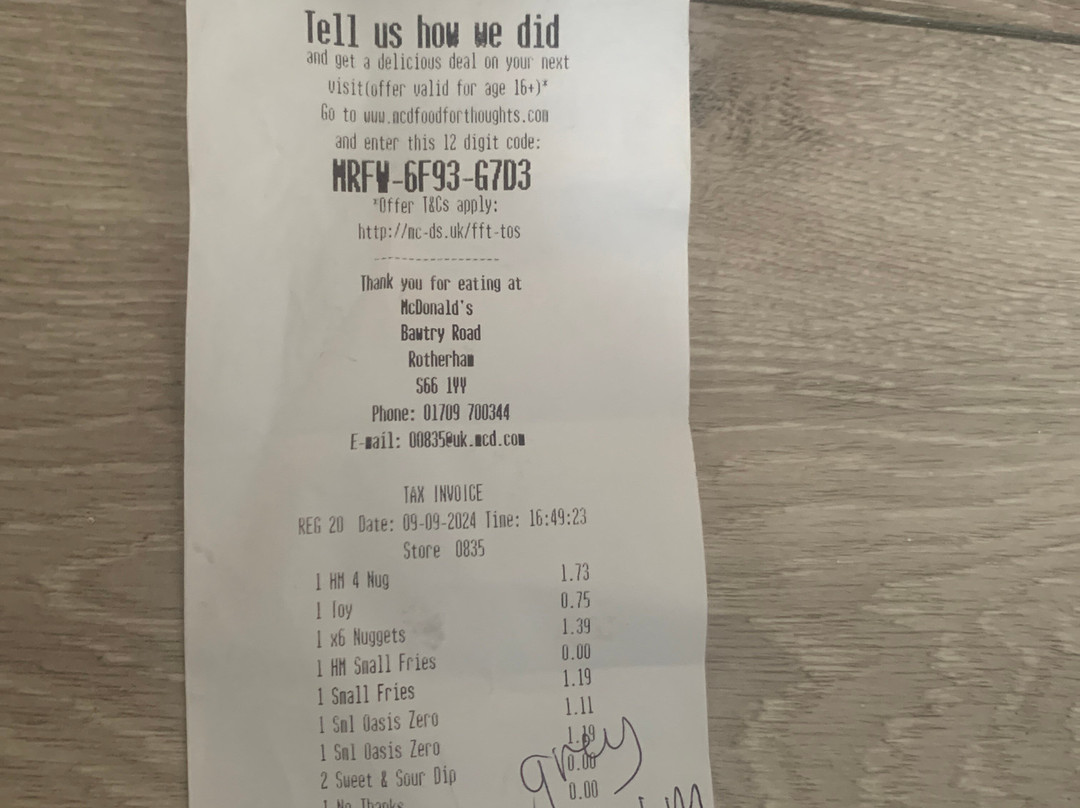 Tell us how we did
and get a delicious deal on your next
visit(offer valid for age 16+)*
Go to www.mcdfoodforthoughts.com
and enter this 12 digit code:
MRFW-6F93-G7D3
*Offer T&Cs apply:
http://mc-ds.uk/fft-tos
--------------------
Thank you for eating at
McDonald's
Bawtry Road
Rotherham
S66 1YY
Phone: 01709 700344
E-mail: 00835@uk.mcd.com
TAX INVOICE
REG 20 Date: 09-09-2024 Time: 16:49:23
Store 0835
1 HM 4 Nug 1.73
1 Toy 0.75
1 x6 Nuggets 1.39
1 HM Small Fries 0.00
1 Small Fries 1.19
1 Sml Oasis Zero 1.11
1 Sml Oasis Zero 1.19
2 Sweet & Sour Dip 0.00
1 No Thanks 0.00
grey